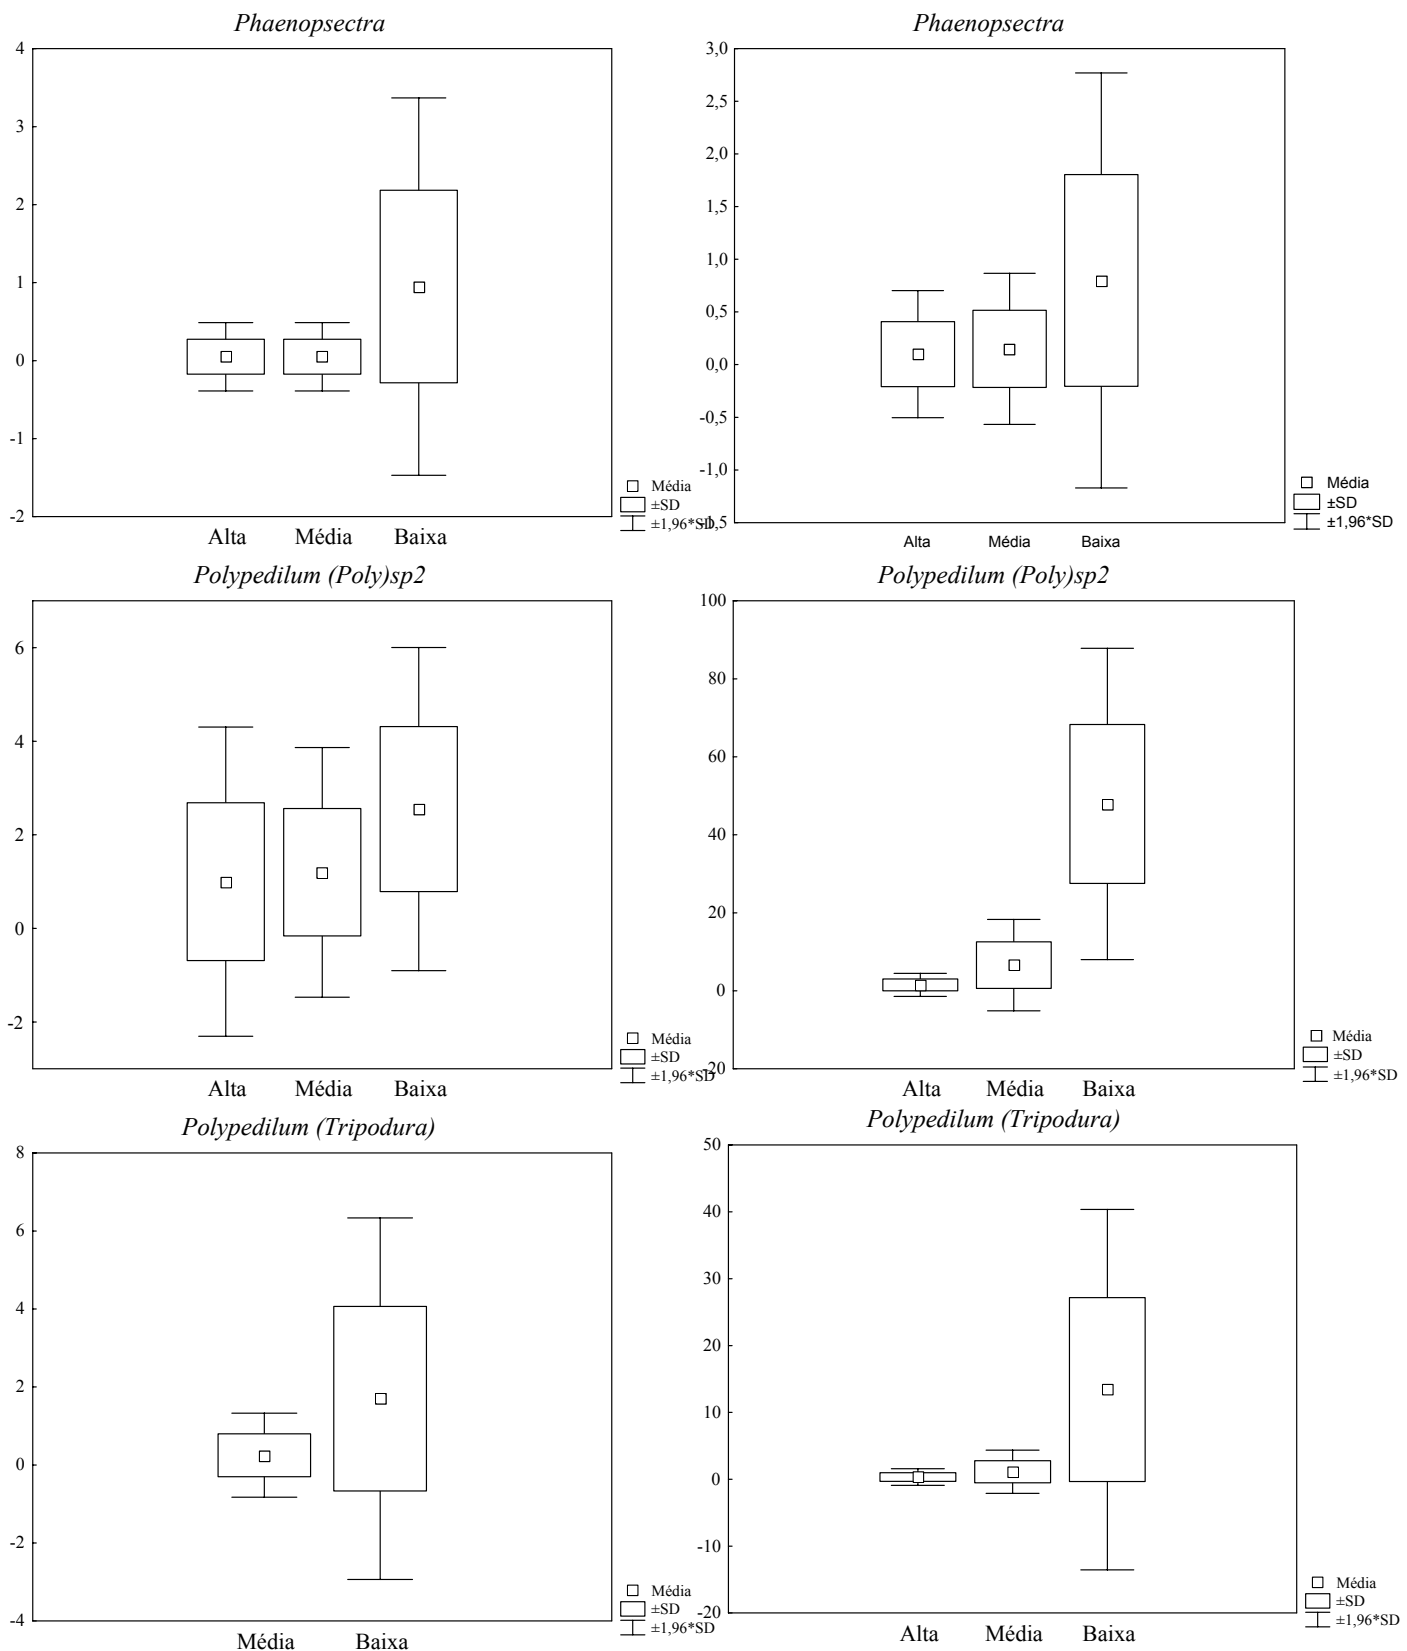 Phaenopsectra
4
3
2
1
0
-1
-2
Alta Média Baixa
Média
±SD
±1,96*SD
Phaenopsectra
3,0
2,5
2,0
1,5
1,0
0,5
0,0
-0,5
-1,0
-1,5
Alta Média Baixa
Média
±SD
±1,96*SD
Polypedilum (Poly)sp2
6
4
2
0
-2
Alta Média Baixa
Média
±SD
±1,96*SD
Polypedilum (Poly)sp2
100
80
60
40
20
0
-20
Alta Média Baixa
Média
±SD
±1,96*SD
Polypedilum (Tripodura)
8
6
4
2
0
-2
-4
Média Baixa
Média
±SD
±1,96*SD
Polypedilum (Tripodura)
50
40
30
20
10
0
-10
-20
Alta Média Baixa
Média
±SD
±1,96*SD